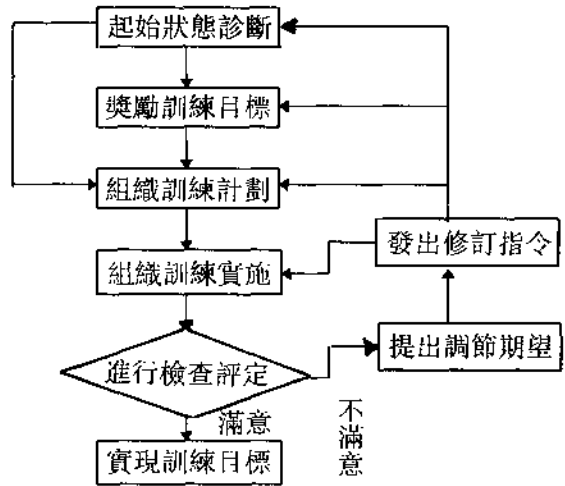 起始狀態診斷
獎勵訓練目標
組織訓練計劃
發出修訂指令
組織訓練實施
提出調節期望
進行檢查評定
滿意
不滿意
實現訓練目標